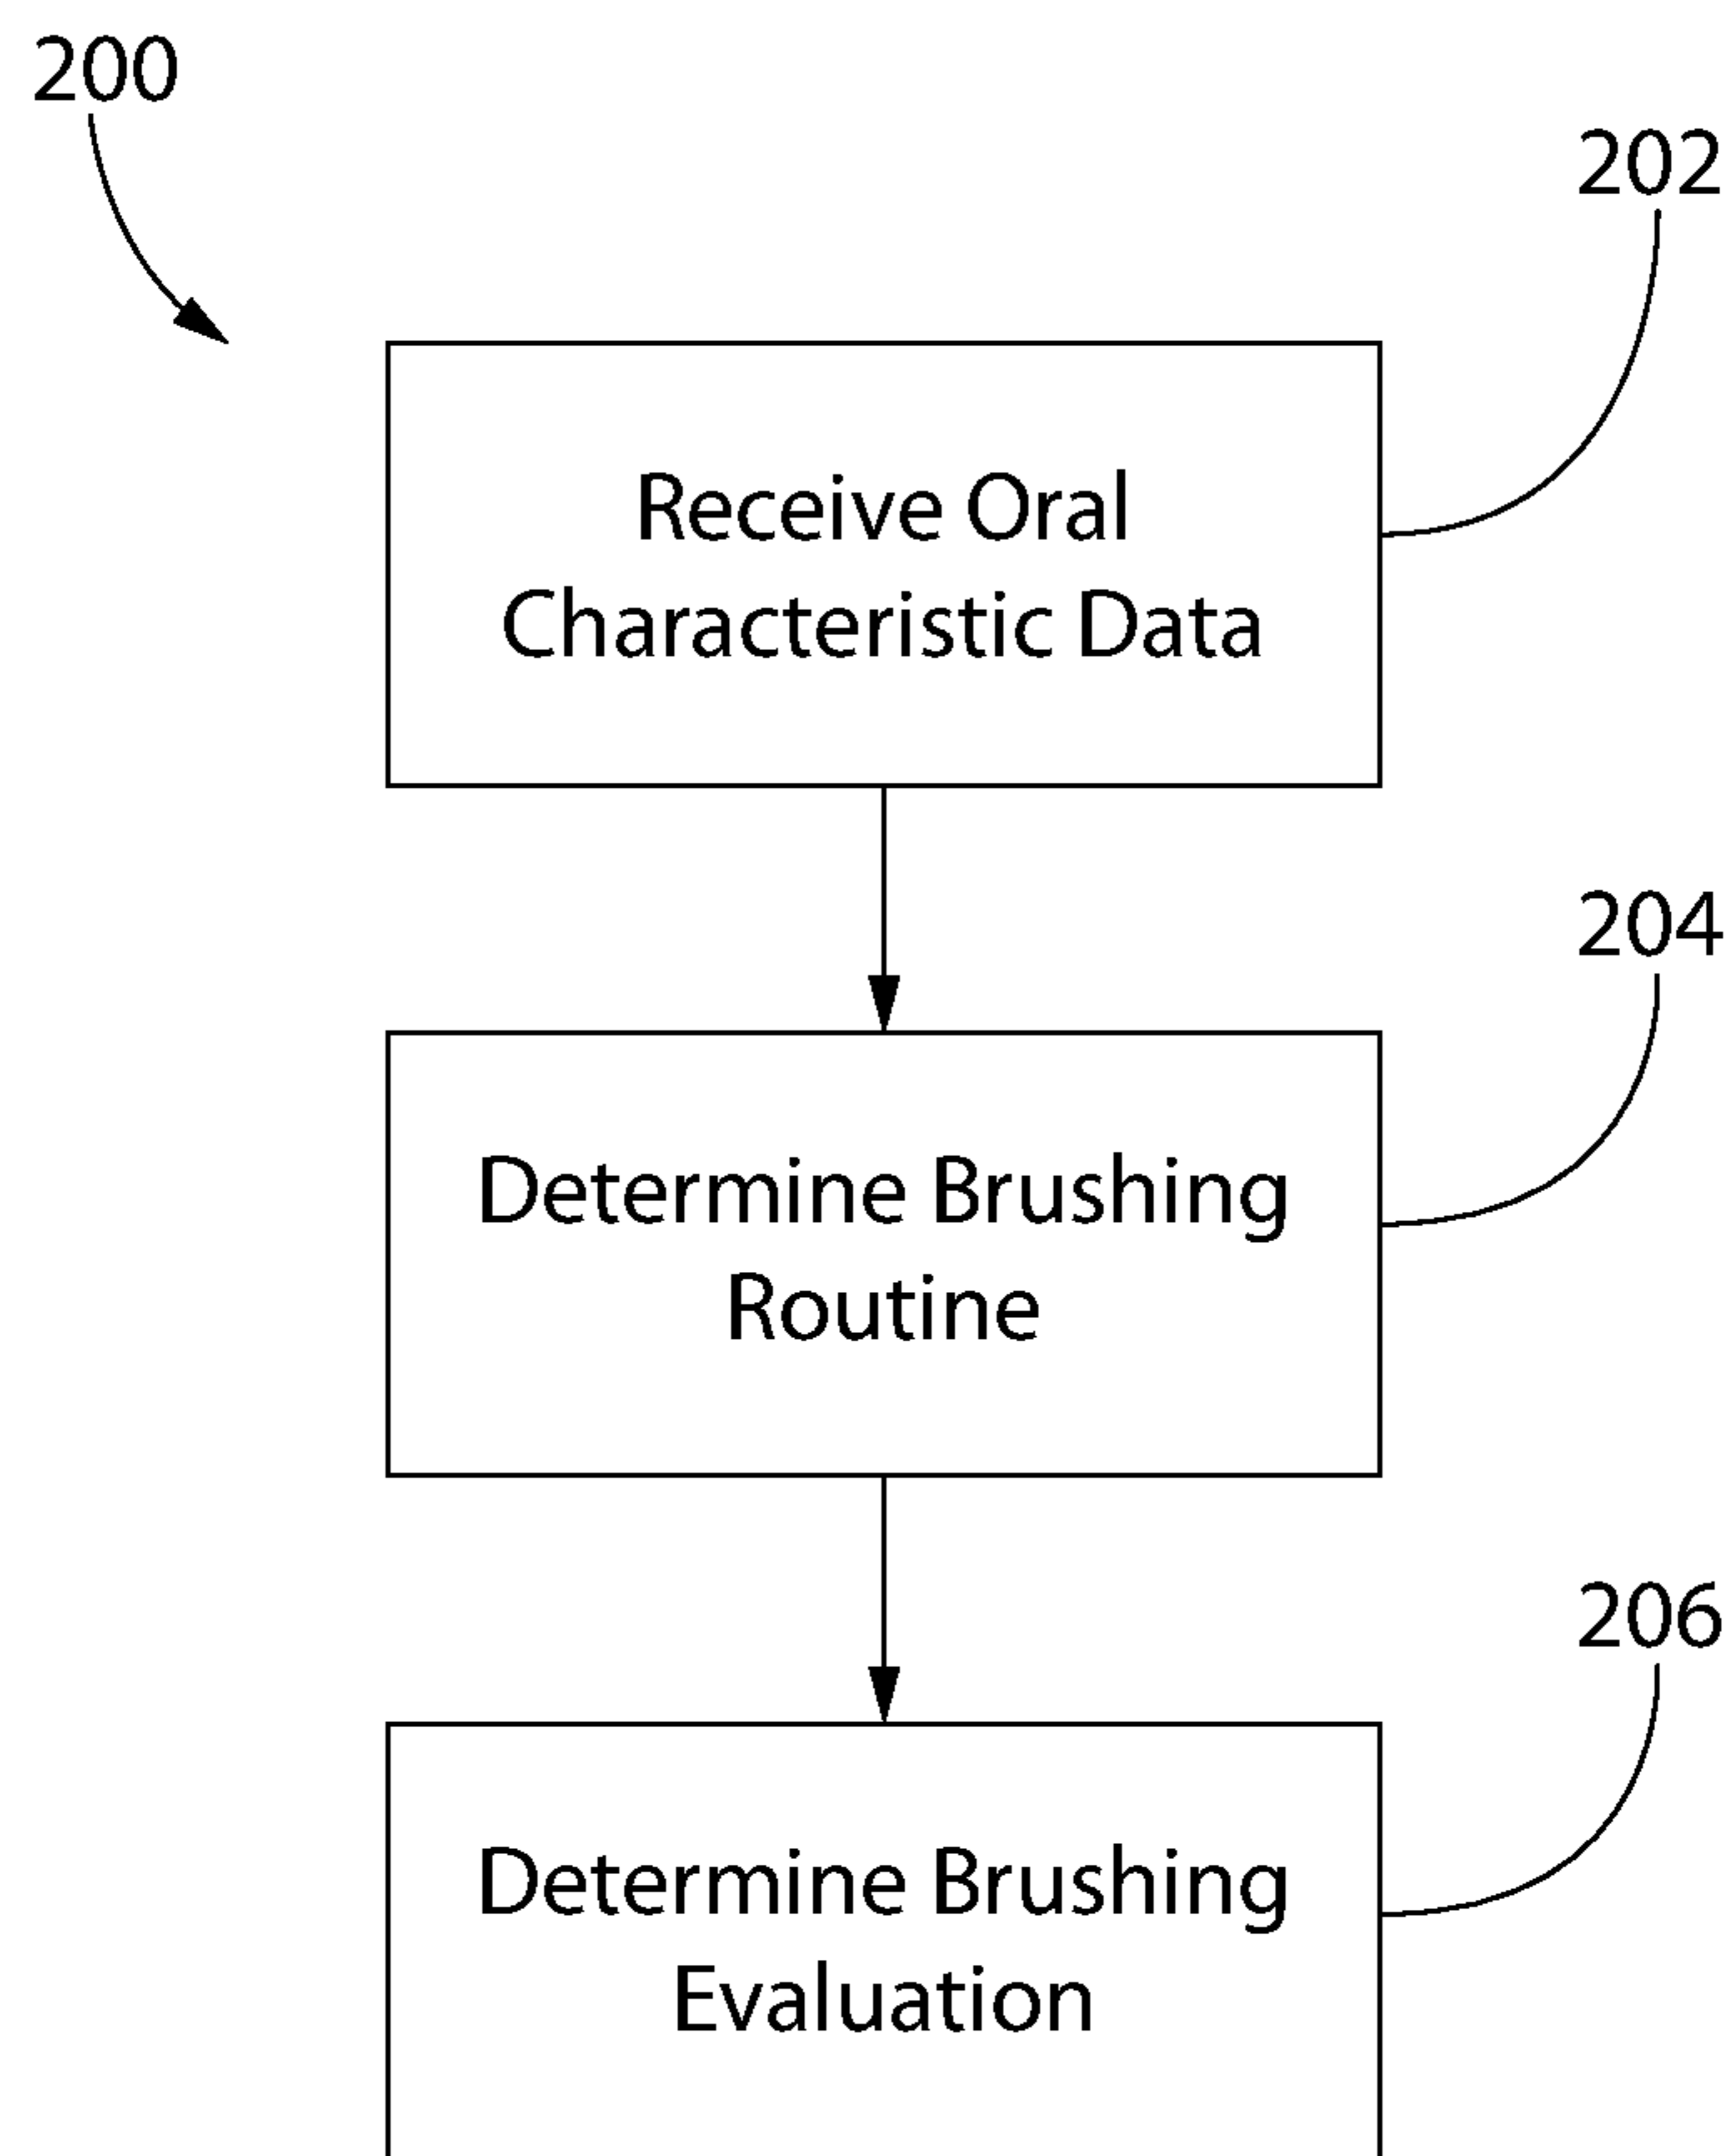 200
202
Receive Oral
Characteristic Data
204
Determine Brushing
Routine
206
Determine Brushing
Evaluation